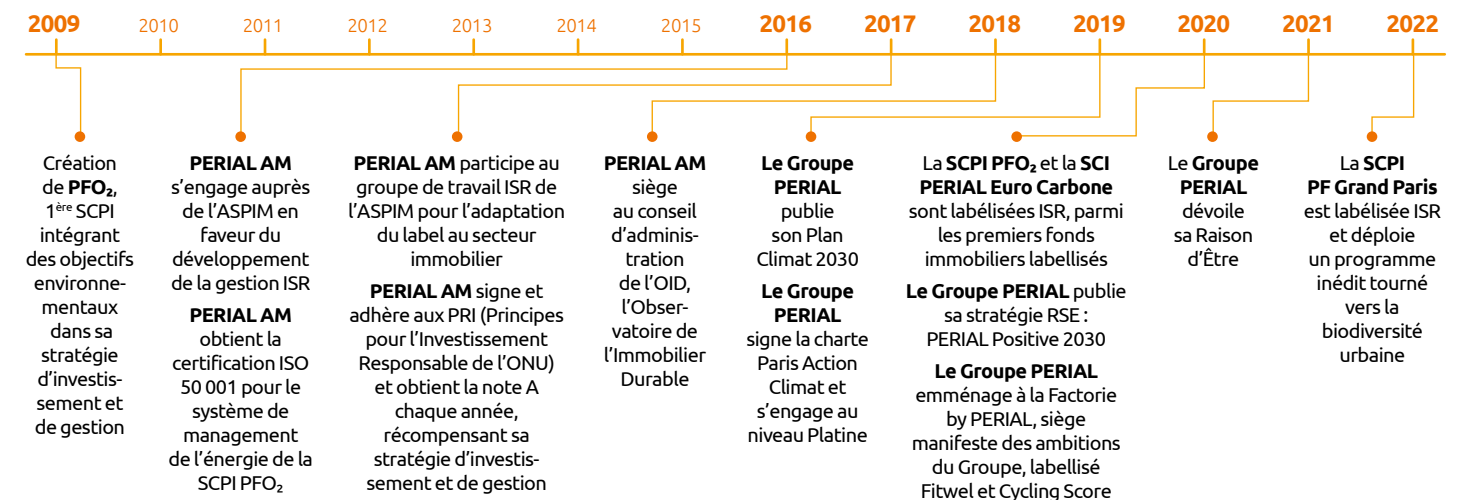 2009 2010 2011 2012 2013 2014 2015 2016 2017 2018 2019 2020 2021 2022
Création
de PFO₂,
1ère SCPI
intégrant
des objectifs
environne-
mentaux
dans sa
stratégie
d'investis-
sement et
de gestion
PERIAL AM
s'engage auprès
de l'ASPIM en
faveur du
développement
de la gestion ISR
PERIAL AM
obtient la
certification ISO
50 001 pour le
système de
management
de l'énergie de la
SCPI PFO₂
PERIAL AM participe au
groupe de travail ISR de
l'ASPIM pour l'adaptation
du label au secteur
immobilier
PERIAL AM signe et
adhère aux PRI (Principes
pour l'Investissement
Responsable de l'ONU)
et obtient la note A
chaque année,
récompensant sa
stratégie d'investis-
sement et de gestion
PERIAL AM
siège
au conseil
d'adminis-
tration
de l'OID,
l'Obser-
vatoire de
l'Immobilier
Durable
Le Groupe
PERIAL
publie
son Plan
Climat 2030
Le Groupe
PERIAL
signe la charte
Paris Action
Climat et
s'engage au
niveau Platine
La SCPI PFO₂ et la SCI
PERIAL Euro Carbone
sont labélisées ISR, parmi
les premiers fonds
immobiliers labellisés
Le Groupe PERIAL publie
sa stratégie RSE :
PERIAL Positive 2030
Le Groupe PERIAL
emménage à la Factorie
by PERIAL, siège
manifeste des ambitions
du Groupe, labellisé
Fitwel et Cycling Score
Le Groupe
PERIAL
dévoile
sa Raison
d'Être
La SCPI
PF Grand Paris
est labélisée ISR
et déploie
un programme
inédit tourné
vers la
biodiversité
urbaine